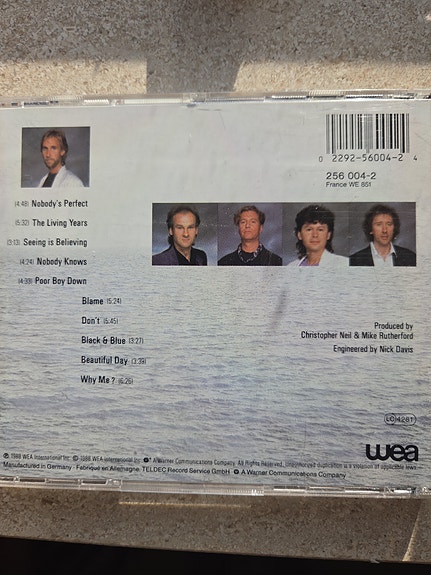 0 2292-56004-2 4
256 004-2
France WE 851
(4:48) Nobody's Perfect
(5:32) The Living Years
(3:13) Seeing is Believing
(4:24) Nobody Knows
(4:33) Poor Boy Down
Blame (5:24)
Don't (5:45)
Black & Blue (3:27)
Beautiful Day (3:39)
Why Me? (6:26)
Produced by
Christopher Neil & Mike Rutherford
Engineered by Nick Davis
LC 4281
wea
℗ 1988 WEA International Inc. © 1988 WEA International Inc. A Warner Communications Company. All Rights Reserved. Unauthorized duplication is a violation of applicable laws.
Manufactured in Germany · Fabriqué en Allemagne. TELDEC Record Service GmbH A Warner Communications Company